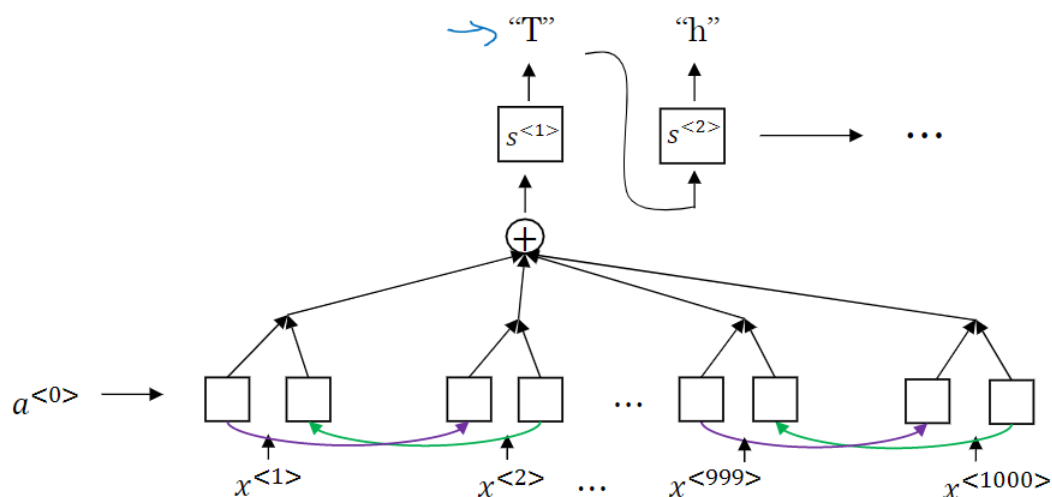 “T” “h”
s<1> s<2> ...
+
a<0> ...
x<1> x<2> ... x<999> x<1000>